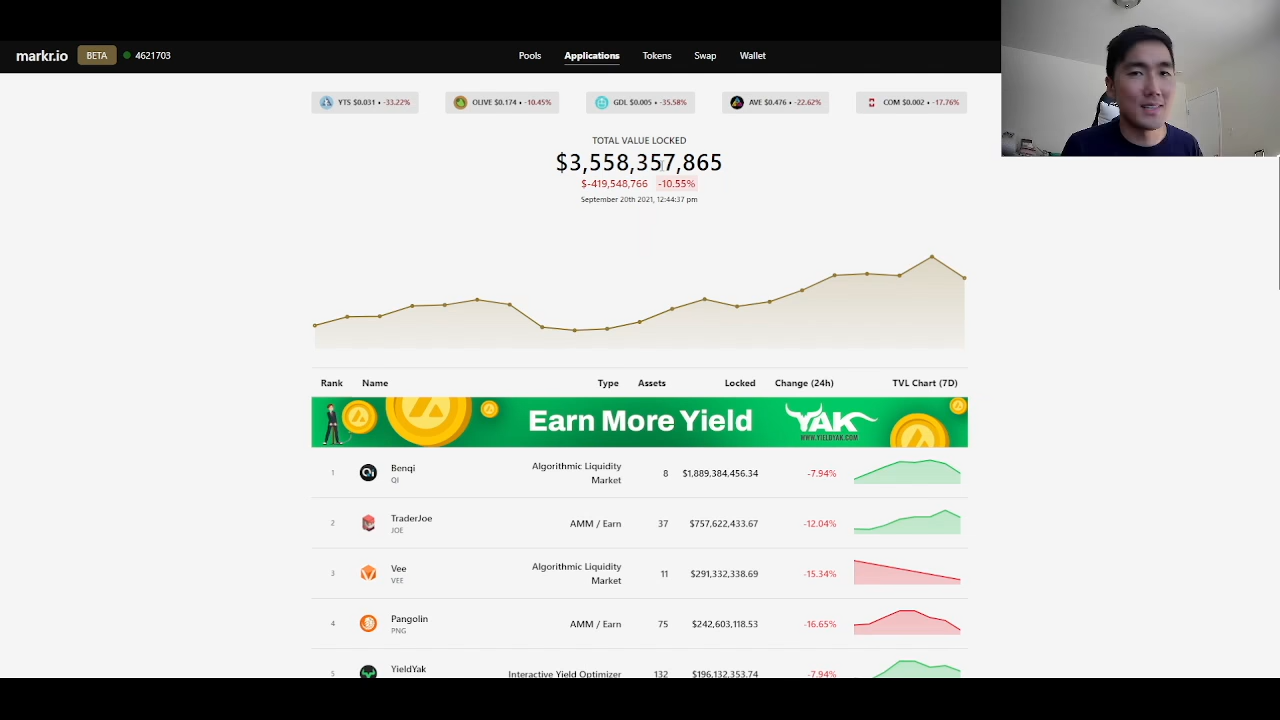 markr.io BETA 4621703 Pools Applications Tokens Swap Wallet
YTS $0.031 • -33.22% OLIVE $0.174 • -10.45% GDL $0.005 • -35.58% AVE $0.476 • -22.62% COM $0.002 • -17.76%
TOTAL VALUE LOCKED
$3,558,357,865
$-419,548,766 -10.55%
September 20th 2021, 12:44:37 pm
Rank Name Type Assets Locked Change (24h) TVL Chart (7D)
Earn More Yield YAK
WWW.YIELDYAK.COM
1 Benqi Algorithmic Liquidity Market 8 $1,889,384,456.34 -7.94%
QI
2 TraderJoe AMM / Earn 37 $757,622,433.67 -12.04%
JOE
3 Vee Algorithmic Liquidity Market 11 $291,332,338.69 -15.34%
VEE
4 Pangolin AMM / Earn 75 $242,603,118.53 -16.65%
PNG
5 YieldYak Interactive Yield Optimizer 132 $196,132,353.74 -7.94%